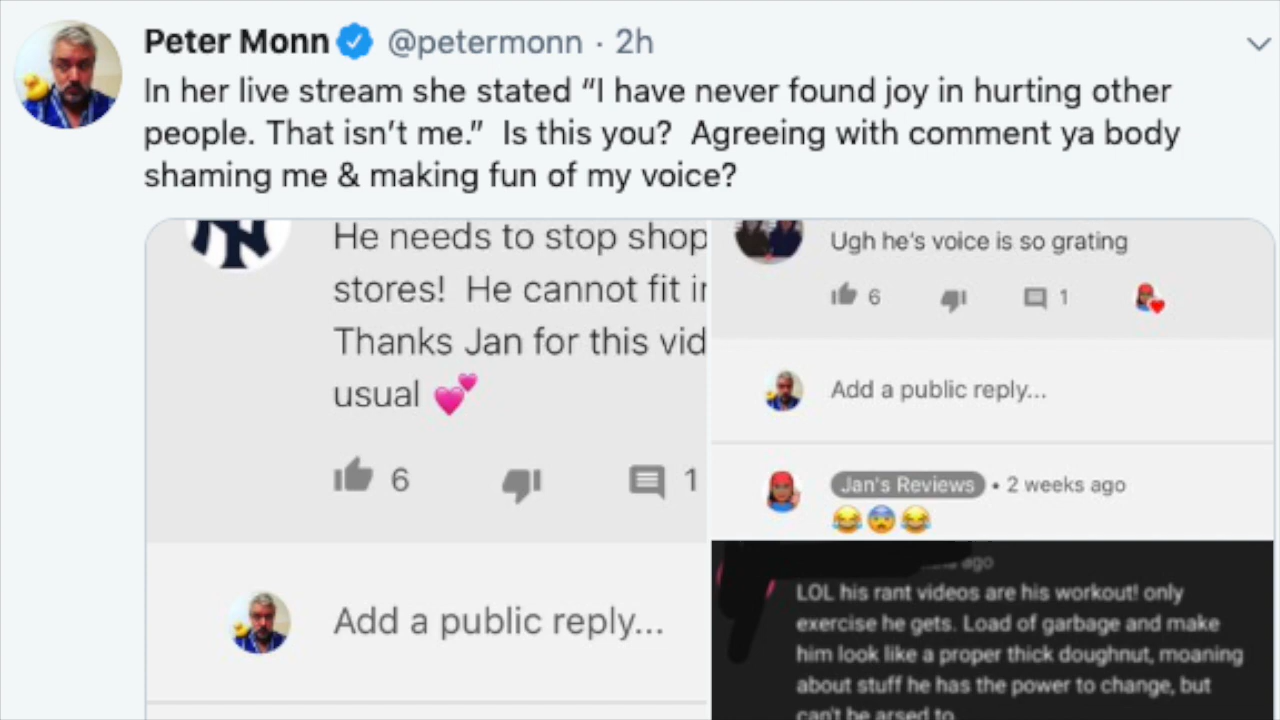 Peter Monn @petermonn · 2h
In her live stream she stated “I have never found joy in hurting other
people. That isn’t me.” Is this you? Agreeing with comment ya body
shaming me & making fun of my voice?
NY
He needs to stop shop
stores! He cannot fit in
Thanks Jan for this vid
usual 💕
6 1
Add a public reply...
Ugh he's voice is so grating
6 1
Add a public reply...
Jan's Reviews • 2 weeks ago
😂😨😂
ago
LOL his rant videos are his workout! only
exercise he gets. Load of garbage and make
him look like a proper thick doughnut, moaning
about stuff he has the power to change, but
can't be arsed to